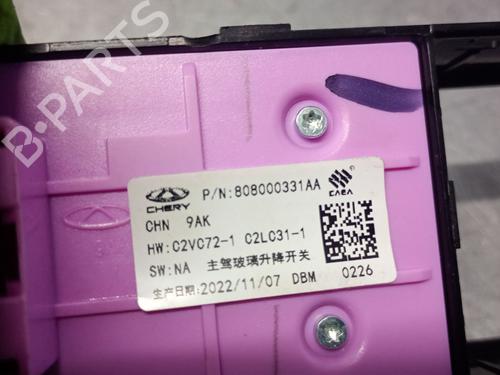 B-PARTS
CHERY P/N:808000331AA CAEA
CHN 9AK
HW:C2VC72-1 C2LC31-1
SW:NA 主驾玻璃升降开关
生产日期:2022/11/07 DBM 0226